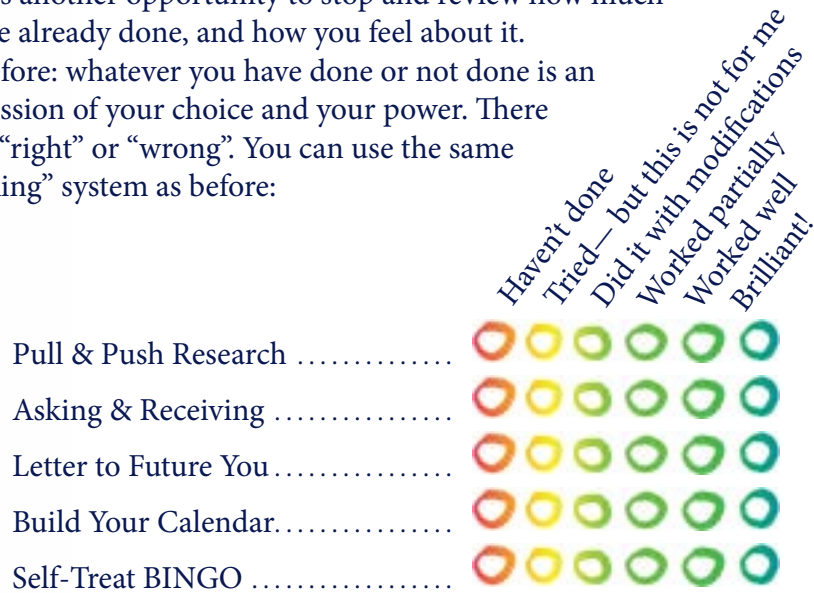 another opportunity to stop and review how much
already done, and how you feel about it.
fore: whatever you have done or not done is an
ssion of your choice and your power. There
“right” or “wrong”. You can use the same
ing” system as before:
Haven’t done
Tried— but this is not for me
Did it with modifications
Worked partially
Worked well
Brilliant!
Pull & Push Research ..............
Asking & Receiving ................
Letter to Future You................
Build Your Calendar................
Self-Treat BINGO ..................